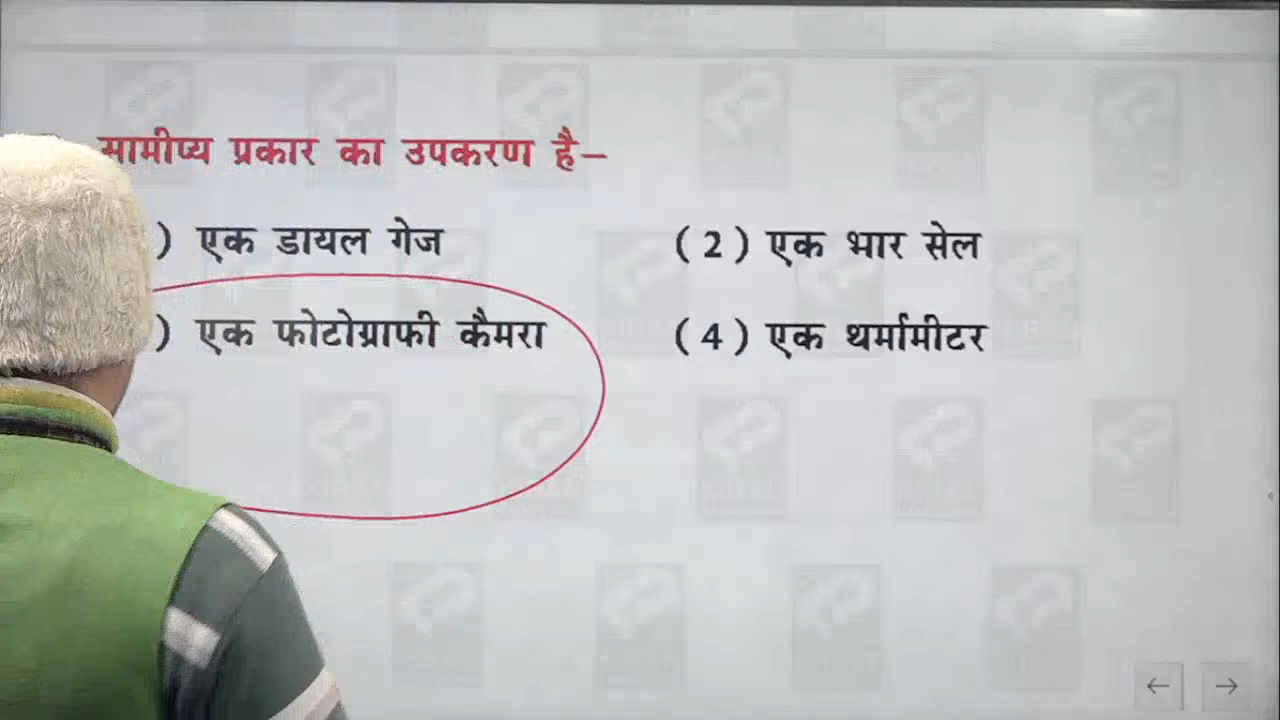 सामीप्य प्रकार का उपकरण है–
) एक डायल गेज
(2) एक भार सेल
) एक फोटोग्राफी कैमरा
(4) एक थर्मामीटर